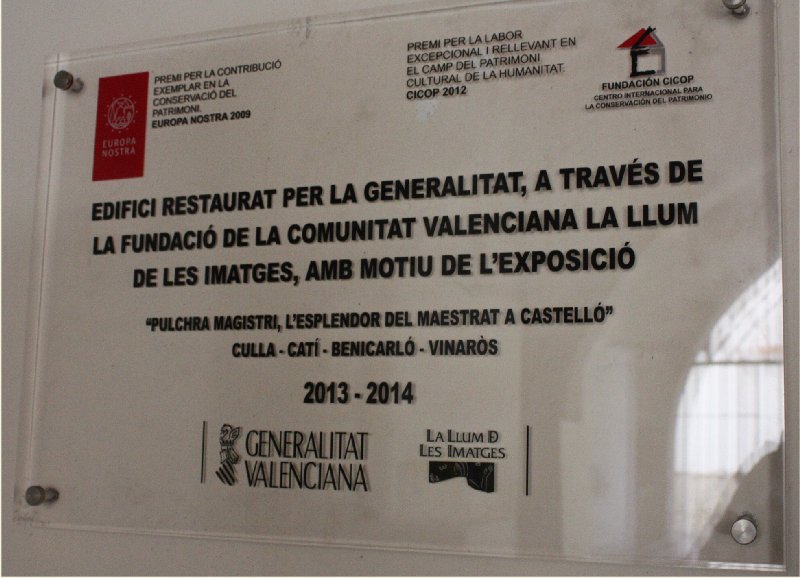 EUROPA
NOSTRA
PREMI PER LA CONTRIBUCIÓ
EXEMPLAR EN LA
CONSERVACIÓ DEL
PATRIMONI.
EUROPA NOSTRA 2009
PREMI PER LA LABOR
EXCEPCIONAL I RELLEVANT EN
EL CAMP DEL PATRIMONI
CULTURAL DE LA HUMANITAT.
CICOP 2012
FUNDACIÓN CICOP
CENTRO INTERNACIONAL PARA
LA CONSERVACIÓN DEL PATRIMONIO
EDIFICI RESTAURAT PER LA GENERALITAT, A TRAVÉS DE
LA FUNDACIÓ DE LA COMUNITAT VALENCIANA LA LLUM
DE LES IMATGES, AMB MOTIU DE L'EXPOSICIÓ
"PULCHRA MAGISTRI, L'ESPLENDOR DEL MAESTRAT A CASTELLÓ"
CULLA - CATÍ - BENICARLÓ - VINARÒS
2013 - 2014
GENERALITAT
VALENCIANA
LA LLUM D
LES IMATGES